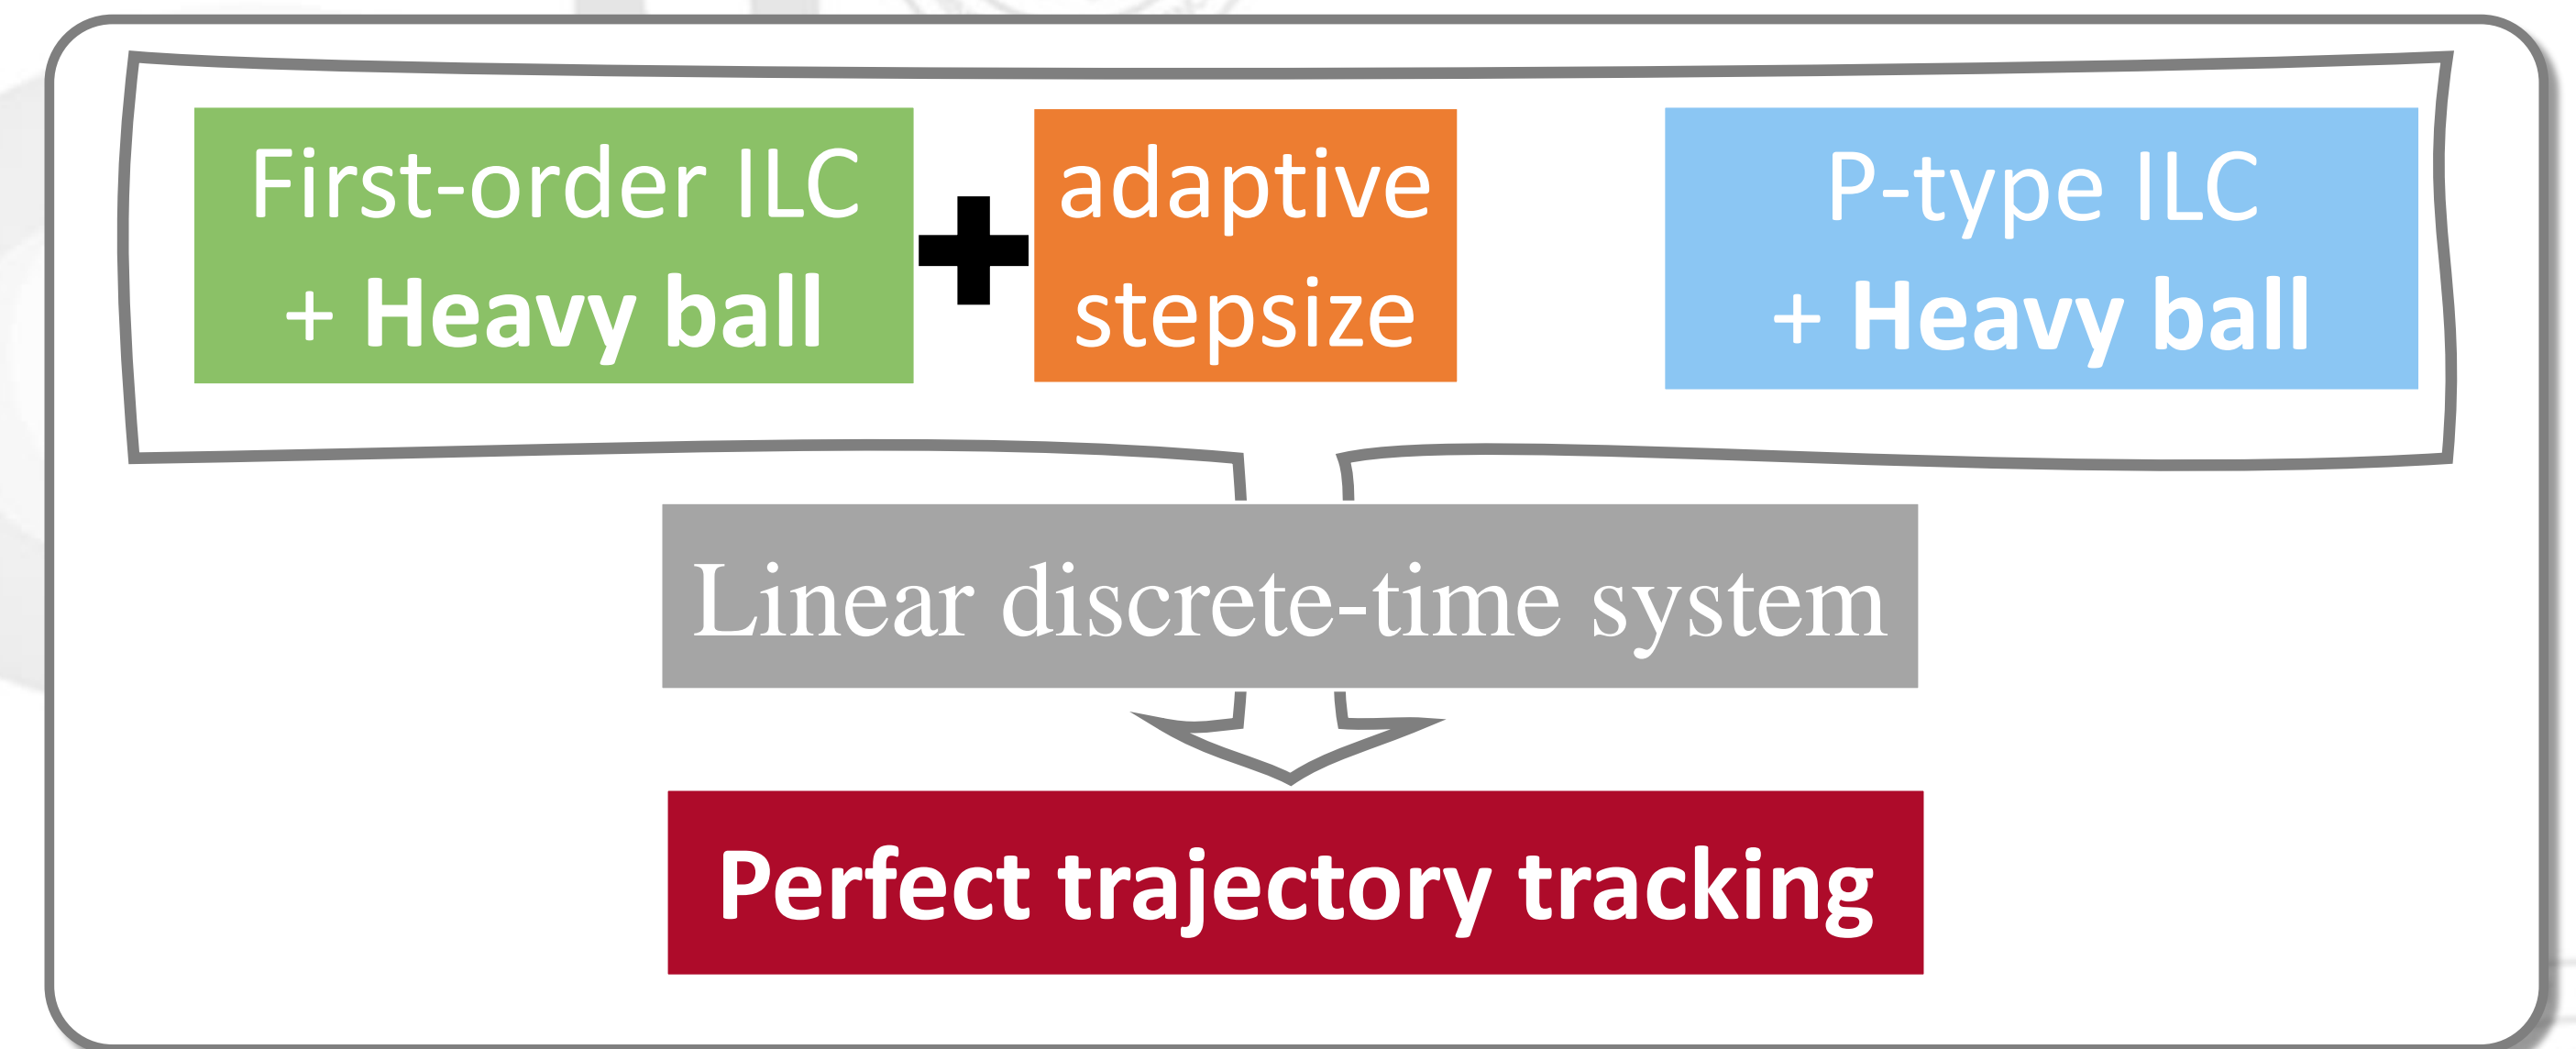 First-order ILC
+ Heavy ball
+
adaptive
stepsize
P-type ILC
+ Heavy ball
Linear discrete-time system
Perfect trajectory tracking